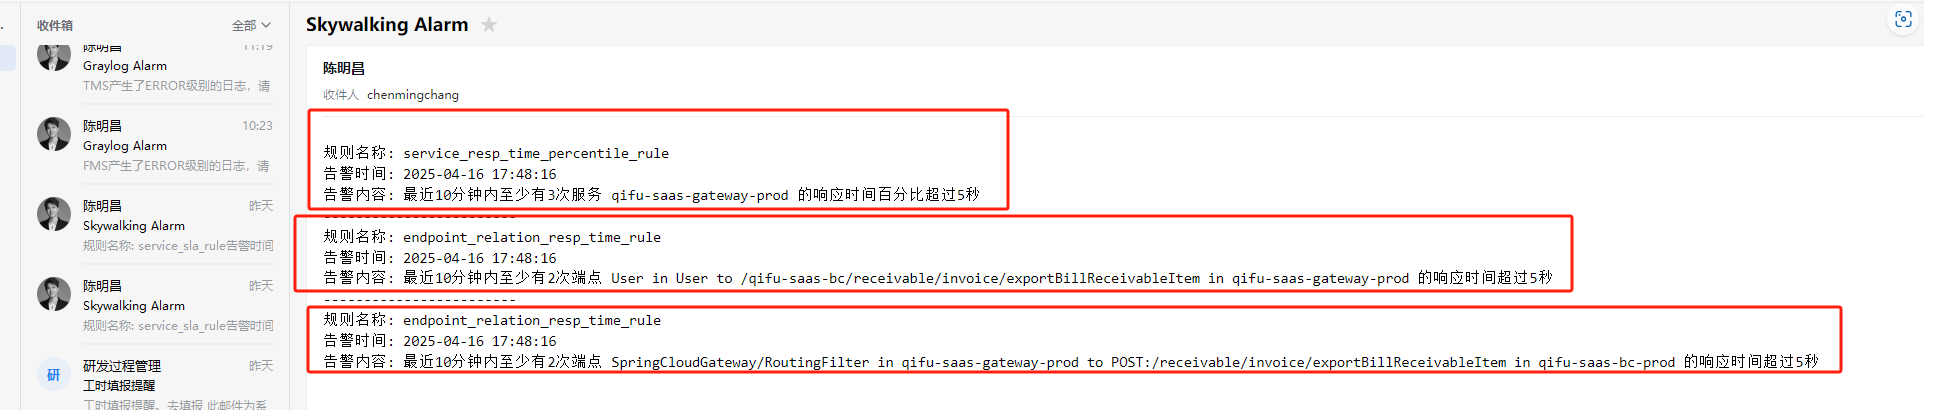 收件箱
全部
陈明昌
11:19
Graylog Alarm
TMS产生了ERROR级别的日志，请
陈明昌
10:23
Graylog Alarm
FMS产生了ERROR级别的日志，请
陈明昌
昨天
Skywalking Alarm
规则名称: service_sla_rule告警时间
陈明昌
昨天
Skywalking Alarm
规则名称: service_sla_rule告警时间
研
研发过程管理
昨天
工时填报提醒
工时填报提醒。去填报 此邮件为系
Skywalking Alarm
陈明昌
收件人 chenmingchang
规则名称: service_resp_time_percentile_rule
告警时间: 2025-04-16 17:48:16
告警内容: 最近10分钟内至少有3次服务 qifu-saas-gateway-prod 的响应时间百分比超过5秒
------------------------
规则名称: endpoint_relation_resp_time_rule
告警时间: 2025-04-16 17:48:16
告警内容: 最近10分钟内至少有2次端点 User in User to /qifu-saas-bc/receivable/invoice/exportBillReceivableItem in qifu-saas-gateway-prod 的响应时间超过5秒
------------------------
规则名称: endpoint_relation_resp_time_rule
告警时间: 2025-04-16 17:48:16
告警内容: 最近10分钟内至少有2次端点 SpringCloudGateway/RoutingFilter in qifu-saas-gateway-prod to POST:/receivable/invoice/exportBillReceivableItem in qifu-saas-bc-prod 的响应时间超过5秒